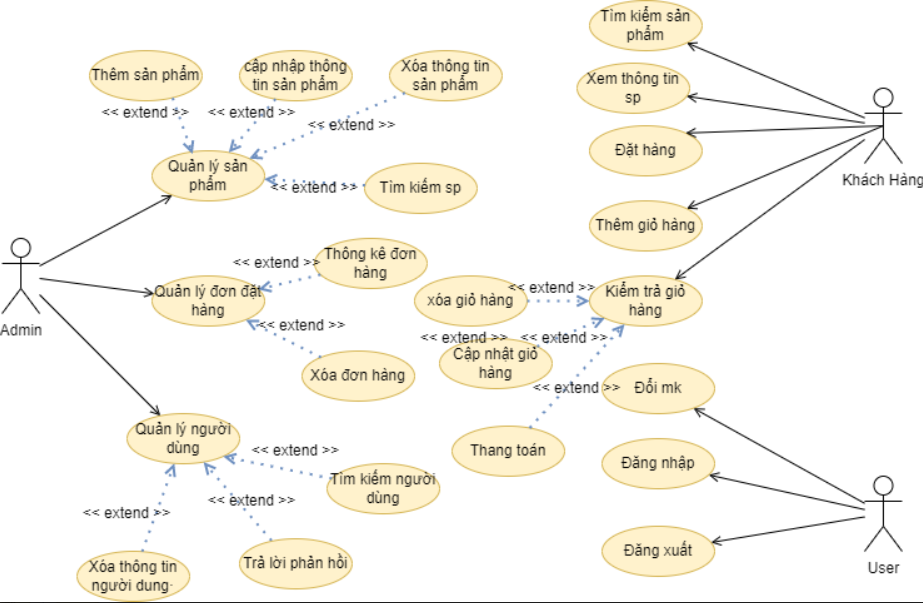 Tìm kiểm sản
phẩm
Thêm sản phẩm
cập nhập thông
tin sản phẩm
Xóa thông tin
sản phẩm
Xem thông tin
sp
<< extend >>
<< extend >>
<< extend >>
Đặt hàng
Quản lý sản
phẩm
<< extend >>
Tìm kiếm sp
Khách Hàng
Thêm giỏ hàng
Thông kê đơn
hàng
<< extend >>
Quản lý đơn đặt
hàng
xóa giỏ hàng
<< extend >>
Kiểm trả giỏ
hàng
Admin
<< extend >>
<< extend >>
<< extend >>
Cập nhật giỏ
hàng
Xóa đơn hàng
<< extend >>
Đổi mk
Quản lý người
dùng
<< extend >>
Thang toán
Đăng nhập
Tìm kiếm người
dùng
<< extend >>
<< extend >>
Đăng xuất
Xóa thông tin
người dung
Trả lời phản hồi
User